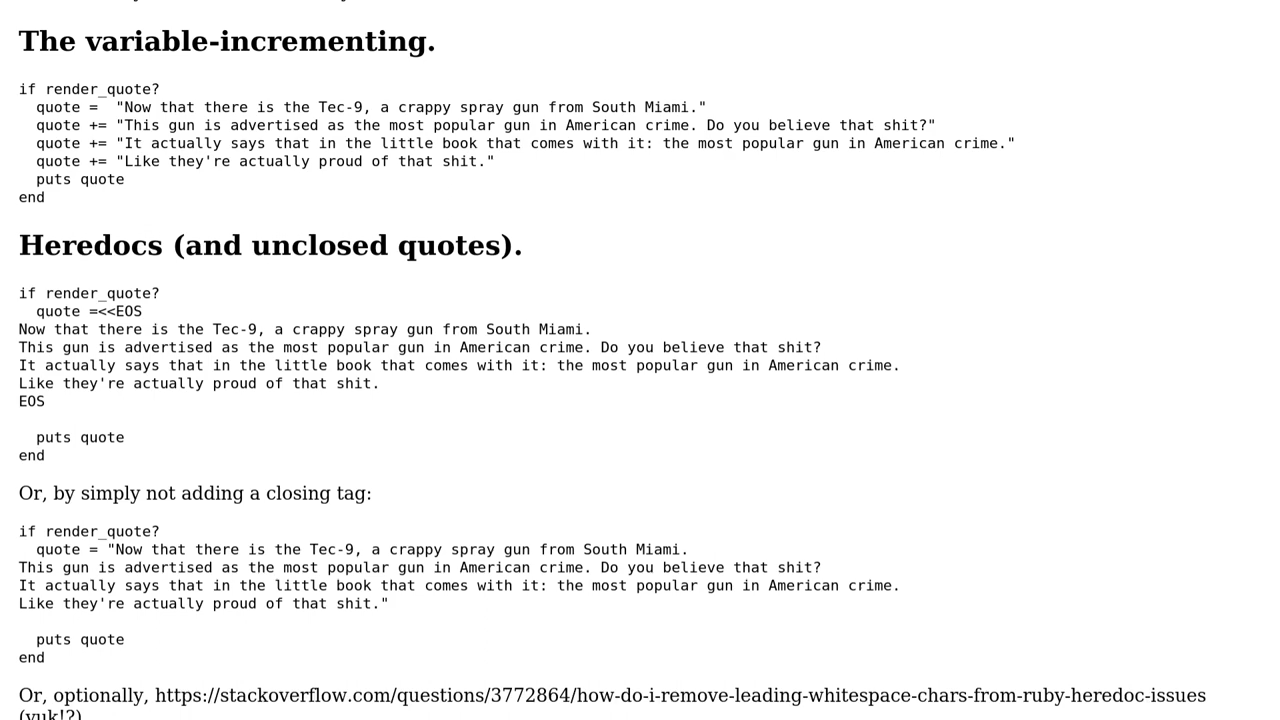 The variable-incrementing.
if render_quote?
  quote =  "Now that there is the Tec-9, a crappy spray gun from South Miami."
  quote += "This gun is advertised as the most popular gun in American crime. Do you believe that shit?"
  quote += "It actually says that in the little book that comes with it: the most popular gun in American crime."
  quote += "Like they're actually proud of that shit."
  puts quote
end
Heredocs (and unclosed quotes).
if render_quote?
  quote =<<EOS
Now that there is the Tec-9, a crappy spray gun from South Miami.
This gun is advertised as the most popular gun in American crime. Do you believe that shit?
It actually says that in the little book that comes with it: the most popular gun in American crime.
Like they're actually proud of that shit.
EOS
  puts quote
end
Or, by simply not adding a closing tag:
if render_quote?
  quote = "Now that there is the Tec-9, a crappy spray gun from South Miami.
This gun is advertised as the most popular gun in American crime. Do you believe that shit?
It actually says that in the little book that comes with it: the most popular gun in American crime.
Like they're actually proud of that shit."
  puts quote
end
Or, optionally, https://stackoverflow.com/questions/3772864/how-do-i-remove-leading-whitespace-chars-from-ruby-heredoc-issues
(yuk!?)